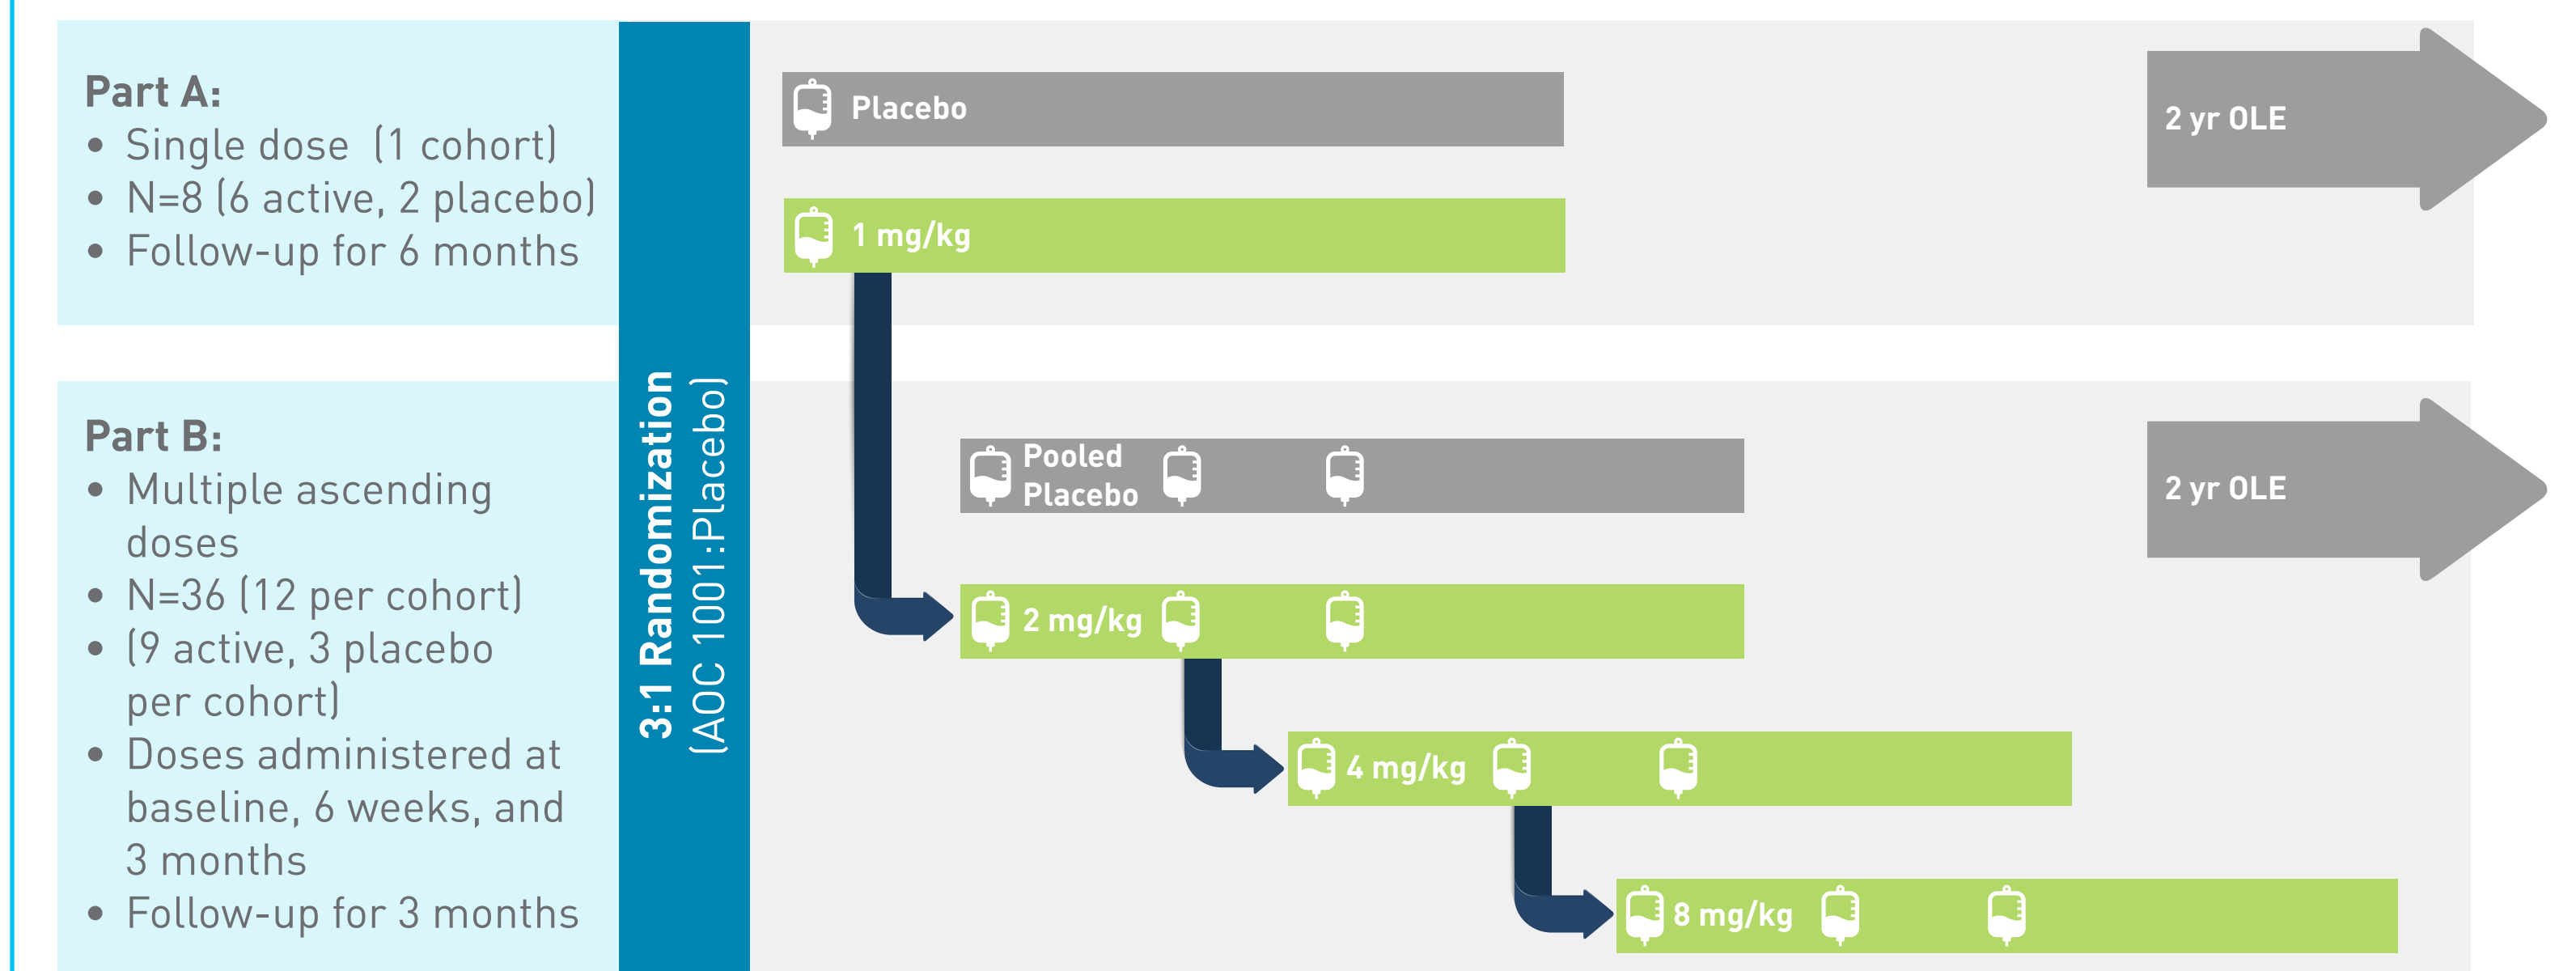 Part A:
• Single dose (1 cohort)
• N=8 (6 active, 2 placebo)
• Follow-up for 6 months
Part B:
• Multiple ascending
doses
• N=36 (12 per cohort)
• (9 active, 3 placebo
per cohort)
• Doses administered at
baseline, 6 weeks, and
3 months
• Follow-up for 3 months
3:1 Randomization
(AOC 1001:Placebo)
Placebo
1 mg/kg
2 yr OLE
Pooled
Placebo
2 mg/kg
4 mg/kg
8 mg/kg
2 yr OLE